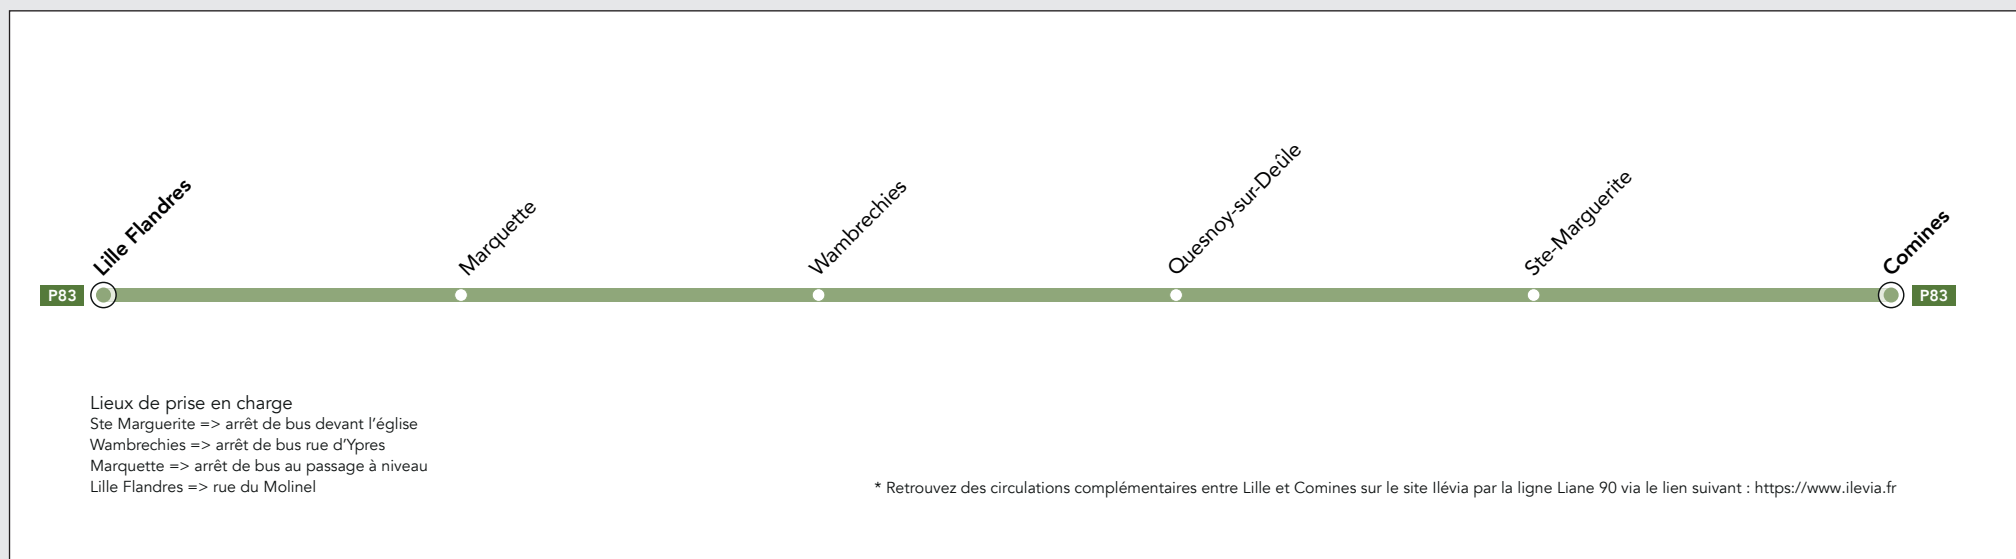 Lille Flandres
Marquette
Wambrechies
Quesnoy-sur-Deûle
Ste-Marguerite
Comines
P83
P83
Lieux de prise en charge
Ste Marguerite => arrêt de bus devant l'église
Wambrechies => arrêt de bus rue d'Ypres
Marquette => arrêt de bus au passage à niveau
Lille Flandres => rue du Molinel
* Retrouvez des circulations complémentaires entre Lille et Comines sur le site Ilévia par la ligne Liane 90 via le lien suivant : https://www.ilevia.fr